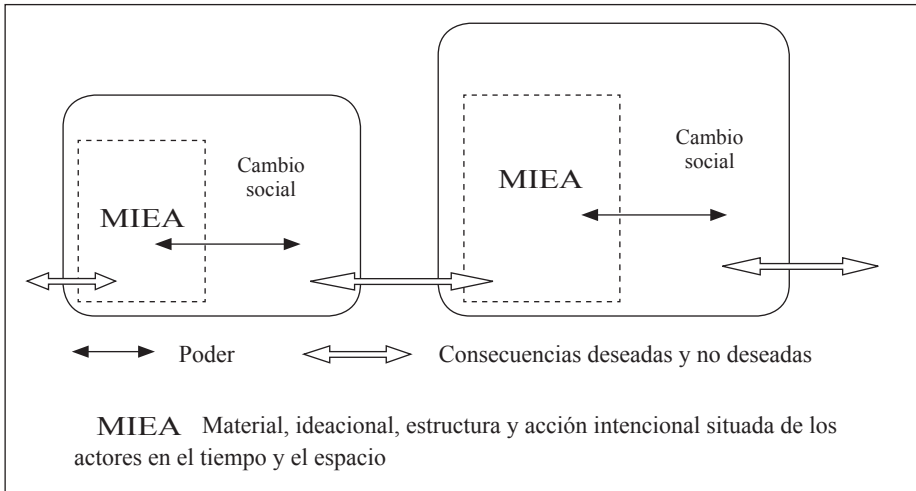 Cambio
social
MIEA
Cambio
social
MIEA
Poder
Consecuencias deseadas y no deseadas
MIEA Material, ideacional, estructura y acción intencional situada de los
actores en el tiempo y el espacio